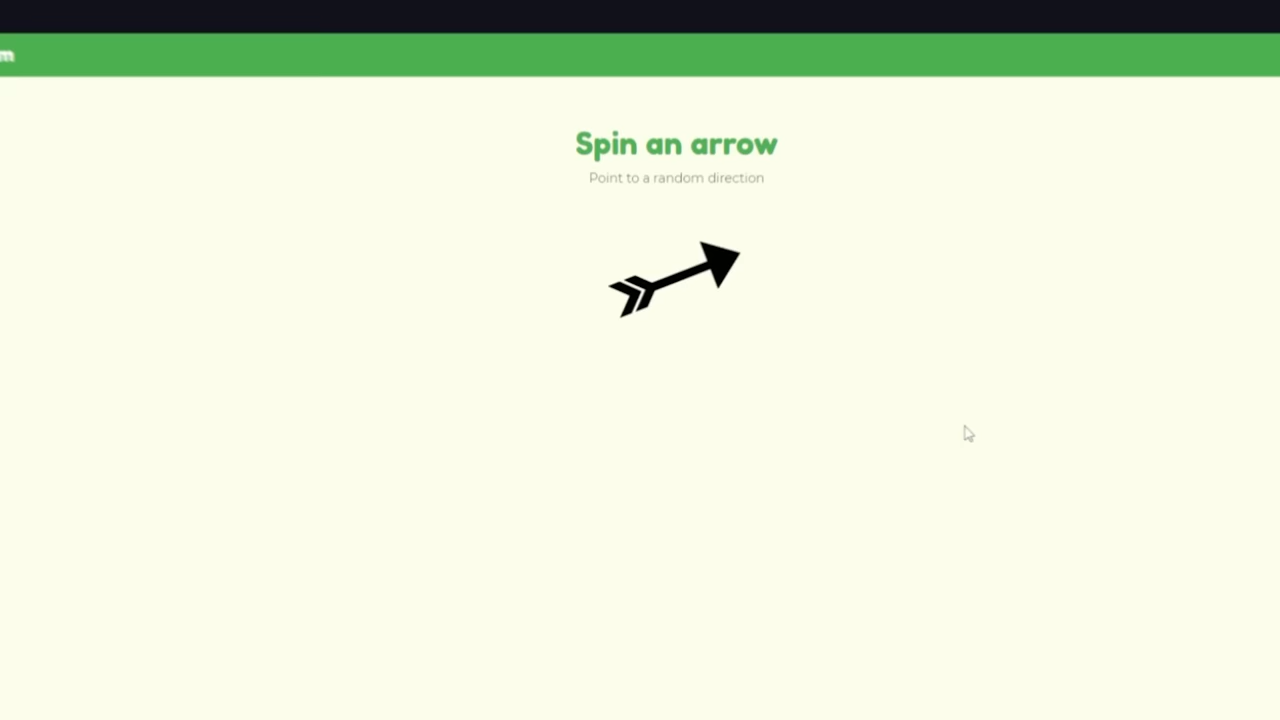 m
Spin an arrow
Point to a random direction